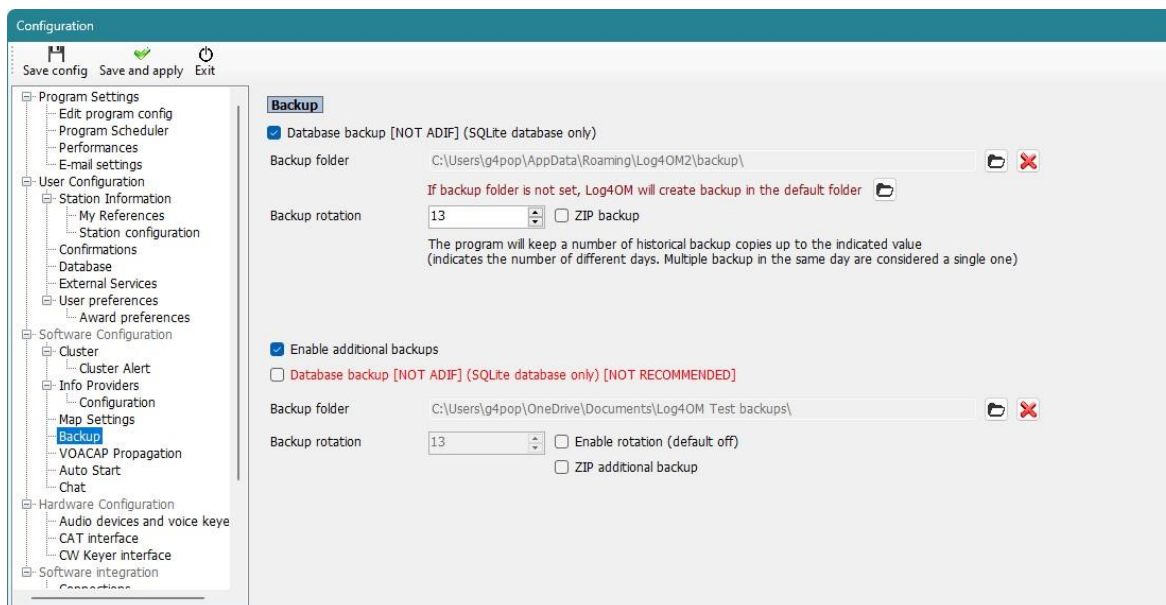 Configuration
Save config Save and apply Exit
Program Settings
Edit program config
Program Scheduler
Performances
E-mail settings
User Configuration
Station Information
My References
Station configuration
Confirmations
Database
External Services
User preferences
Award preferences
Software Configuration
Cluster
Cluster Alert
Info Providers
Configuration
Map Settings
Backup
VOACAP Propagation
Auto Start
Chat
Hardware Configuration
Audio devices and voice keye
CAT interface
CW Keyer interface
Software integration
Connections
Backup
Database backup [NOT ADIF] (SQLite database only)
Backup folder C:\Users\g4pop\AppData\Roaming\Log4OM2\backup\
If backup folder is not set, Log4OM will create backup in the default folder
Backup rotation 13 ZIP backup
The program will keep a number of historical backup copies up to the indicated value
(indicates the number of different days. Multiple backup in the same day are considered a single one)
Enable additional backups
Database backup [NOT ADIF] (SQLite database only) [NOT RECOMMENDED]
Backup folder C:\Users\g4pop\OneDrive\Documents\Log4OM Test backups\
Backup rotation 13 Enable rotation (default off)
ZIP additional backup